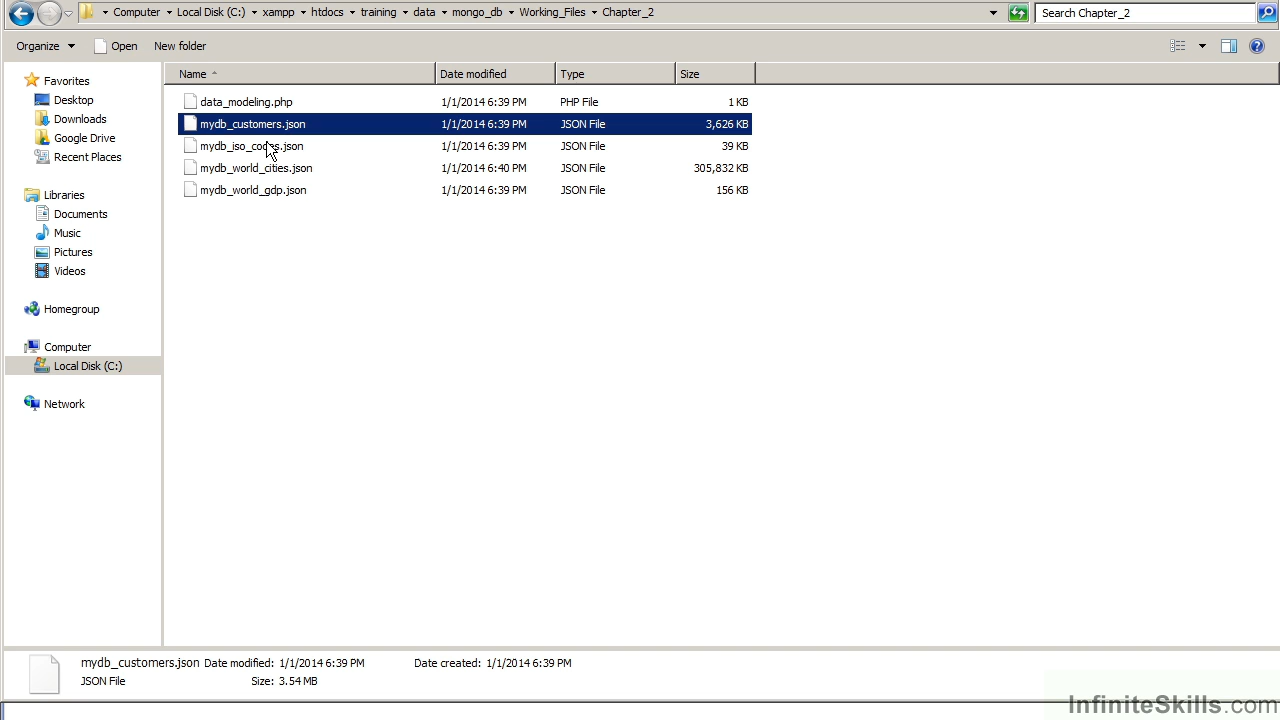 Computer Local Disk (C:) xampp htdocs training data mongo_db Working_Files Chapter_2 Search Chapter_2
Organize Open New folder
Name Date modified Type Size
Favorites
Desktop
Downloads
Google Drive
Recent Places
Libraries
Documents
Music
Pictures
Videos
Homegroup
Computer
Local Disk (C:)
Network
data_modeling.php 1/1/2014 6:39 PM PHP File 1 KB
mydb_customers.json 1/1/2014 6:39 PM JSON File 3,626 KB
mydb_iso_codes.json 1/1/2014 6:39 PM JSON File 39 KB
mydb_world_cities.json 1/1/2014 6:40 PM JSON File 305,832 KB
mydb_world_gdp.json 1/1/2014 6:39 PM JSON File 156 KB
mydb_customers.json Date modified: 1/1/2014 6:39 PM Date created: 1/1/2014 6:39 PM
JSON File Size: 3.54 MB
InfiniteSkills.com